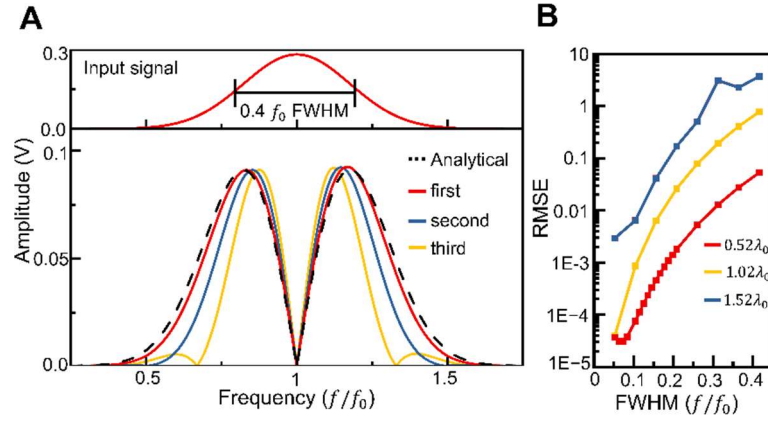 A
Input signal
0.4 f₀ FWHM
0.3
0.0
Amplitude (V)
0.1
0.05
0.0
Analytical
first
second
third
0.5
1
1.5
Frequency (f/f₀)
B
RMSE
10
1
0.1
0.01
1E-3
1E-4
1E-5
0.52λ₀
1.02λ₀
1.52λ₀
0
0.1
0.2
0.3
0.4
FWHM (f/f₀)